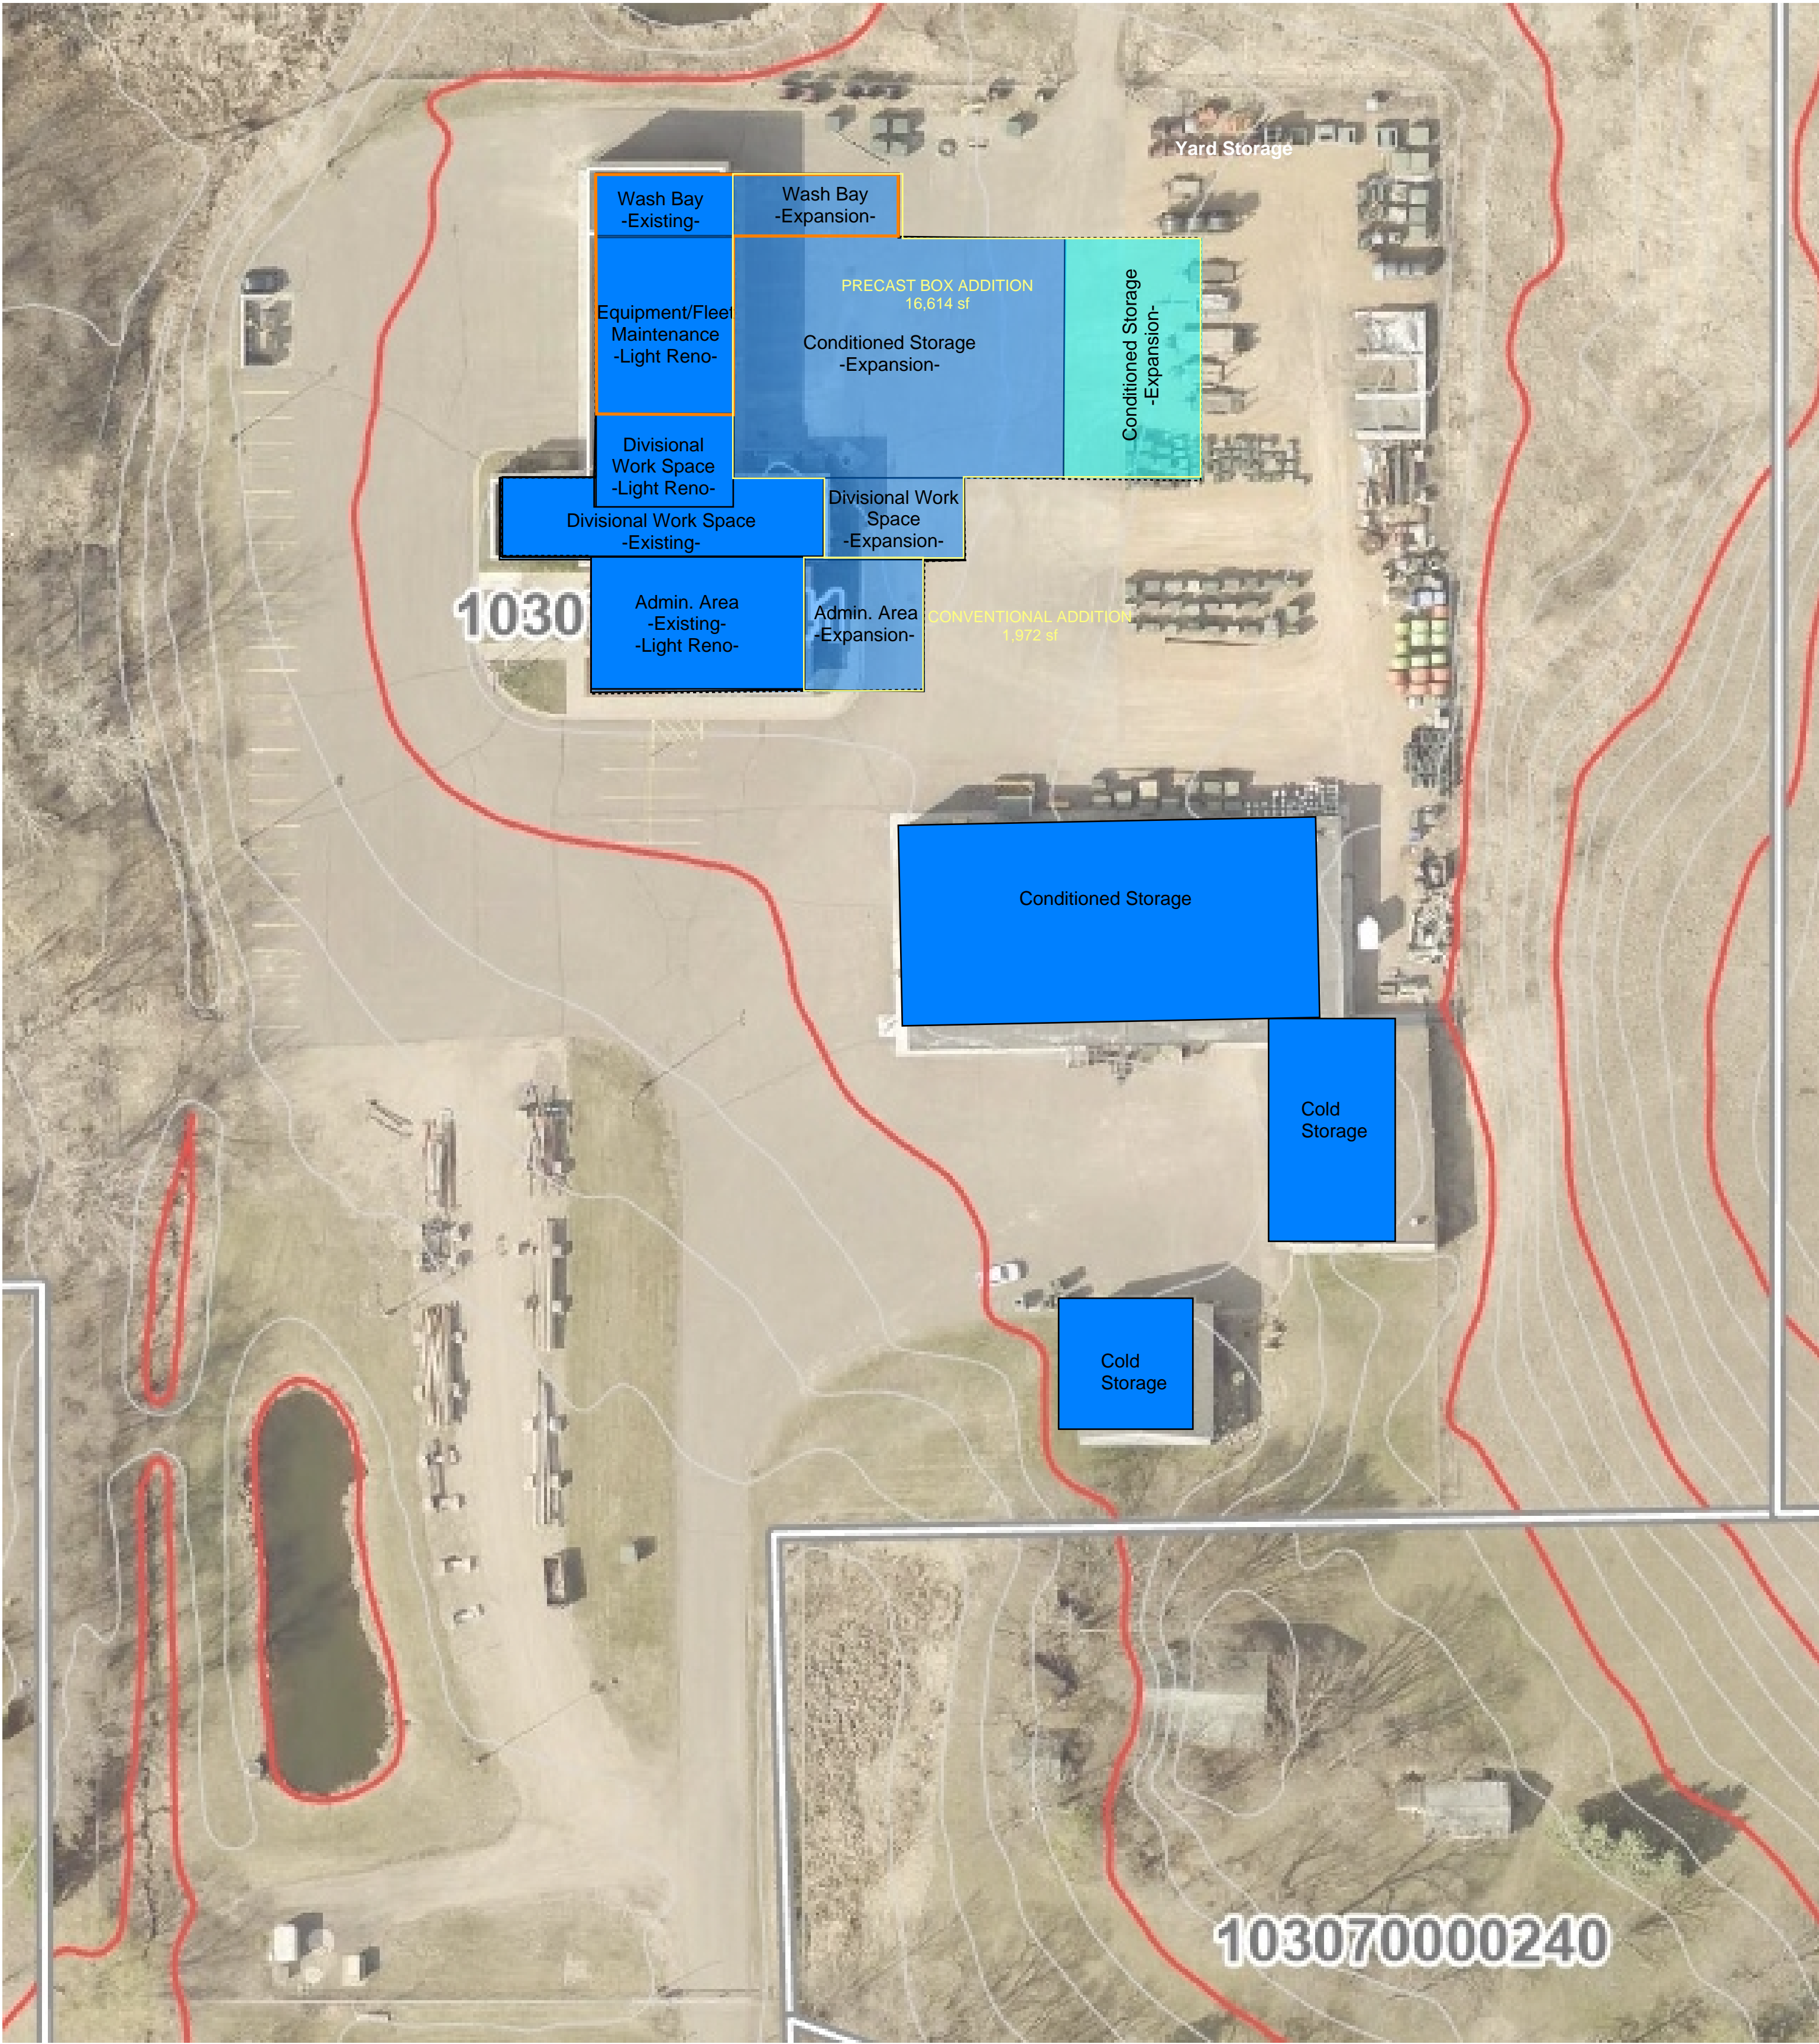 Yard Storage
Wash Bay
-Existing-
Wash Bay
-Expansion-
PRECAST BOX ADDITION
16,614 sf
Conditioned Storage
-Expansion-
Conditioned Storage
-Expansion-
Equipment/Fleet
Maintenance
-Light Reno-
Divisional
Work Space
-Light Reno-
Divisional Work Space
-Existing-
Divisional Work
Space
-Expansion-
1030
Admin. Area
-Existing-
-Light Reno-
Admin. Area
-Expansion-
CONVENTIONAL ADDITION
1,972 sf
Conditioned Storage
Cold
Storage
Cold
Storage
103070000240